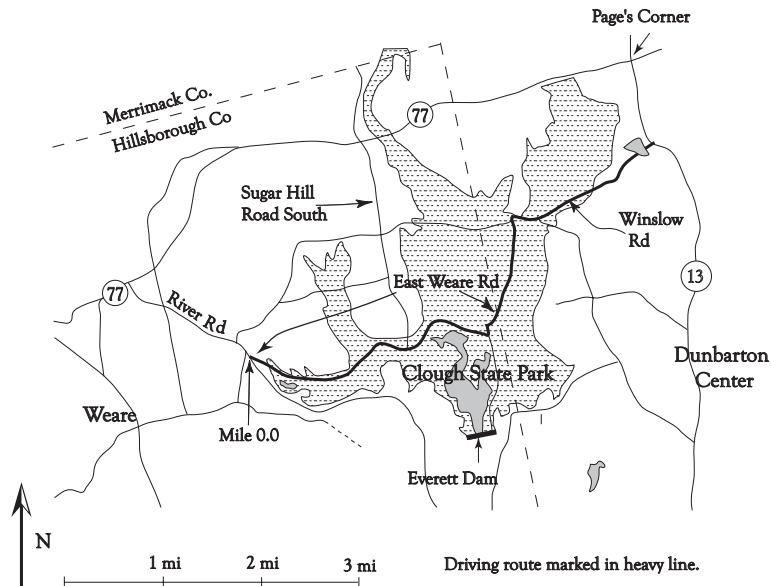 Page's Corner
Merrimack Co.
Hillsborough Co
77
Sugar Hill
Road South
Winslow
Rd
East Weare Rd
77
River Rd
13
Dunbarton
Center
Clough State Park
Weare
Mile 0.0
Everett Dam
N
1 mi
2 mi
3 mi
Driving route marked in heavy line.